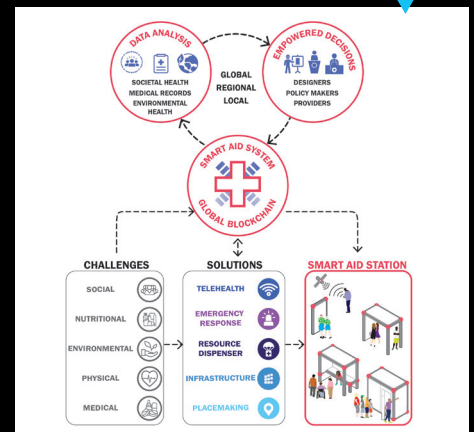 DATA ANALYSIS
SOCIETAL HEALTH
MEDICAL RECORDS
ENVIRONMENTAL
HEALTH
GLOBAL
REGIONAL
LOCAL
EMPOWERED DECISIONS
DESIGNERS
POLICY MAKERS
PROVIDERS
SMART AID SYSTEM
GLOBAL BLOCKCHAIN
CHALLENGES
SOCIAL
NUTRITIONAL
ENVIRONMENTAL
PHYSICAL
MEDICAL
SOLUTIONS
TELEHEALTH
EMERGENCY
RESPONSE
RESOURCE
DISPENSER
INFRASTRUCTURE
PLACEMAKING
SMART AID STATION